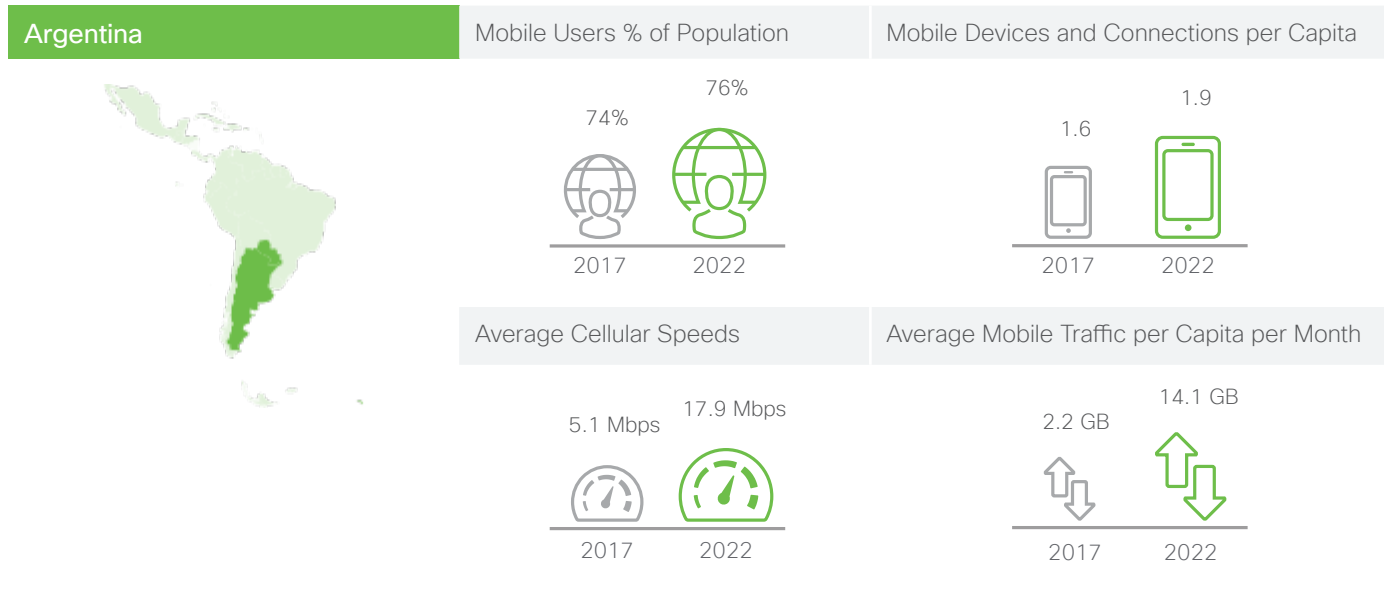 Argentina
Mobile Users % of Population
Mobile Devices and Connections per Capita
74%
76%
2017
2022
1.6
1.9
2017
2022
Average Cellular Speeds
Average Mobile Traffic per Capita per Month
5.1 Mbps
17.9 Mbps
2017
2022
2.2 GB
14.1 GB
2017
2022